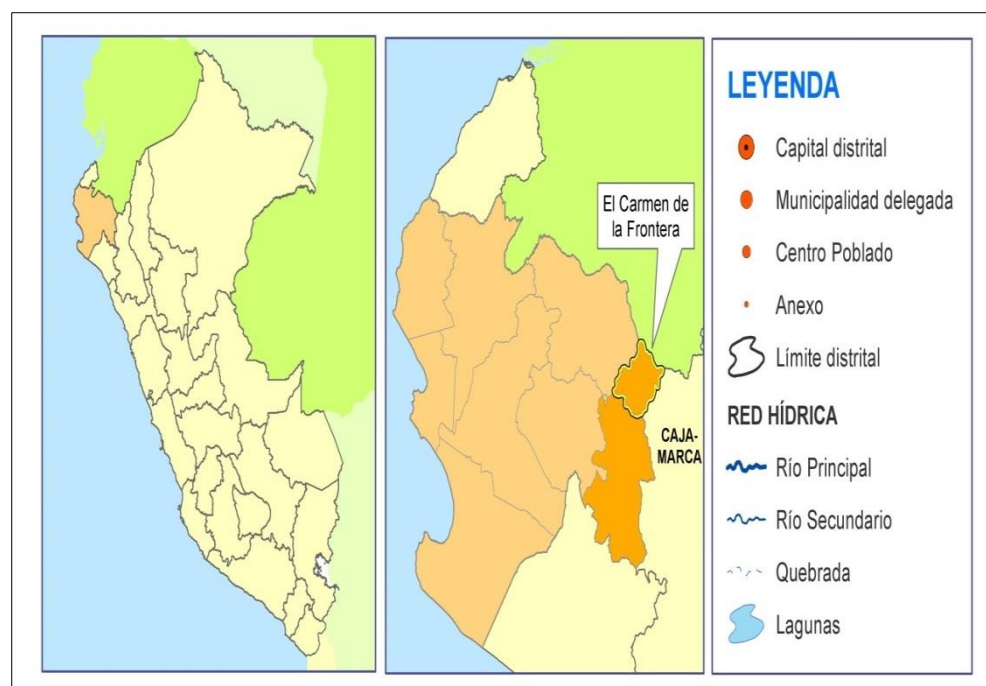 El Carmen de
la Frontera
CAJA-
MARCA
LEYENDA
Capital distrital
Municipalidad delegada
Centro Poblado
Anexo
Límite distrital
RED HÍDRICA
Río Principal
Río Secundario
Quebrada
Lagunas